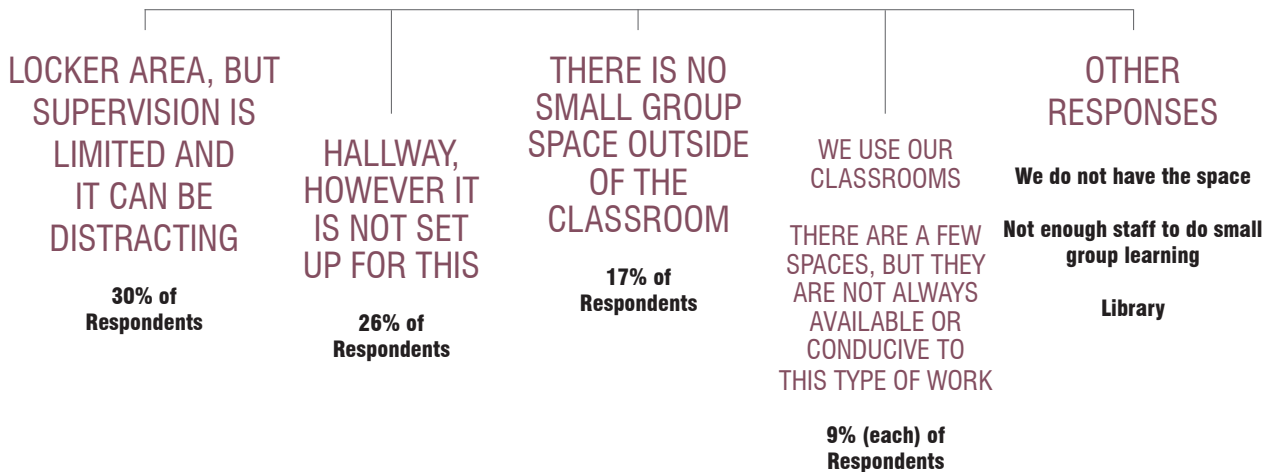 LOCKER AREA, BUT
SUPERVISION IS
LIMITED AND
IT CAN BE
DISTRACTING
30% of
Respondents
HALLWAY,
HOWEVER IT
IS NOT SET
UP FOR THIS
26% of
Respondents
THERE IS NO
SMALL GROUP
SPACE OUTSIDE
OF THE
CLASSROOM
17% of
Respondents
WE USE OUR
CLASSROOMS
THERE ARE A FEW
SPACES, BUT THEY
ARE NOT ALWAYS
AVAILABLE OR
CONDUCIVE TO
THIS TYPE OF WORK
9% (each) of
Respondents
OTHER
RESPONSES
We do not have the space
Not enough staff to do small
group learning
Library